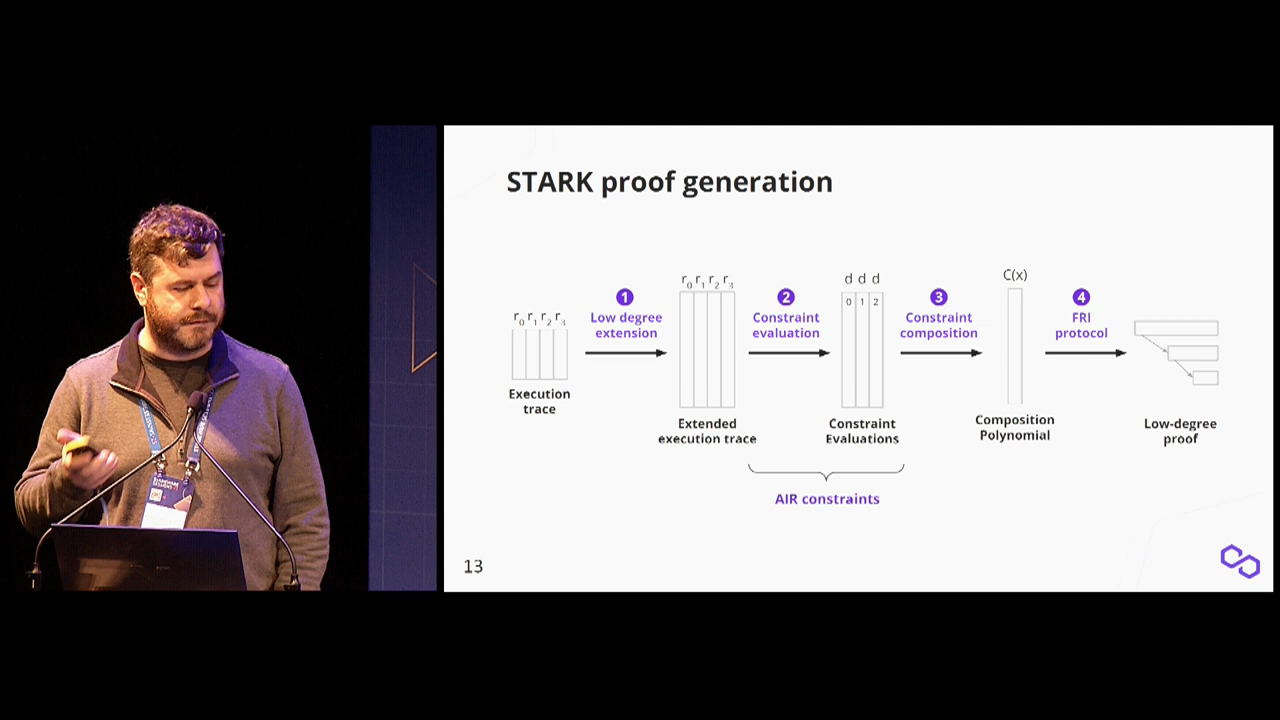 STARK proof generation
r0 r1 r2 r3
Execution
trace
1
Low degree
extension
r0 r1 r2 r3
Extended
execution trace
2
Constraint
evaluation
d d d
0 1 2
Constraint
Evaluations
AIR constraints
3
Constraint
composition
C(x)
Composition
Polynomial
4
FRI
protocol
Low-degree
proof
13